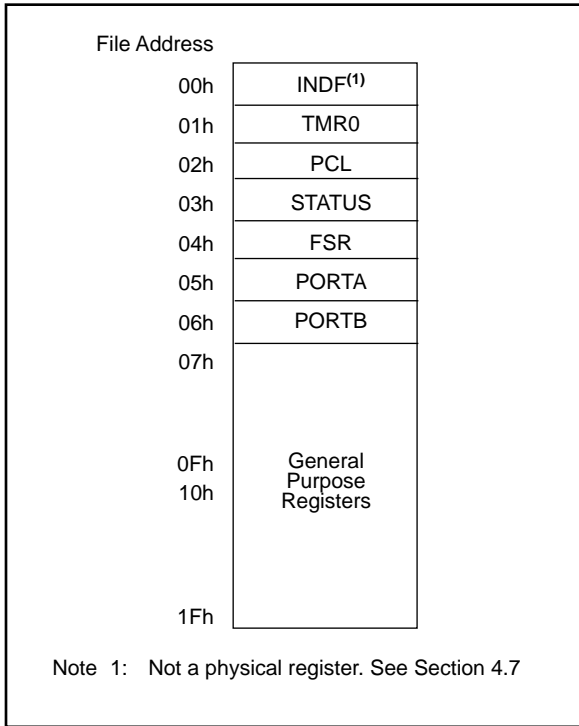 File Address
00h INDF(1)
01h TMR0
02h PCL
03h STATUS
04h FSR
05h PORTA
06h PORTB
07h
0Fh General
Purpose
10h Registers
1Fh
Note 1: Not a physical register. See Section 4.7